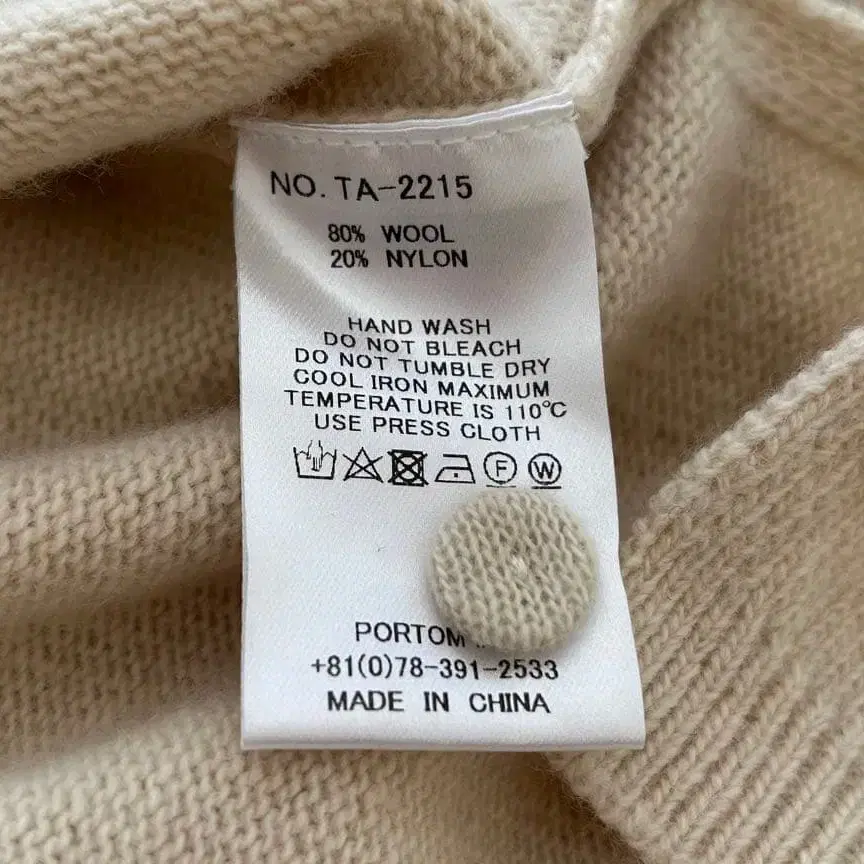 NO. TA-2215
80% WOOL
20% NYLON
HAND WASH
DO NOT BLEACH
DO NOT TUMBLE DRY
COOL IRON MAXIMUM
TEMPERATURE IS 110℃
USE PRESS CLOTH
F W
+81(0)78-391-2533
MADE IN CHINA